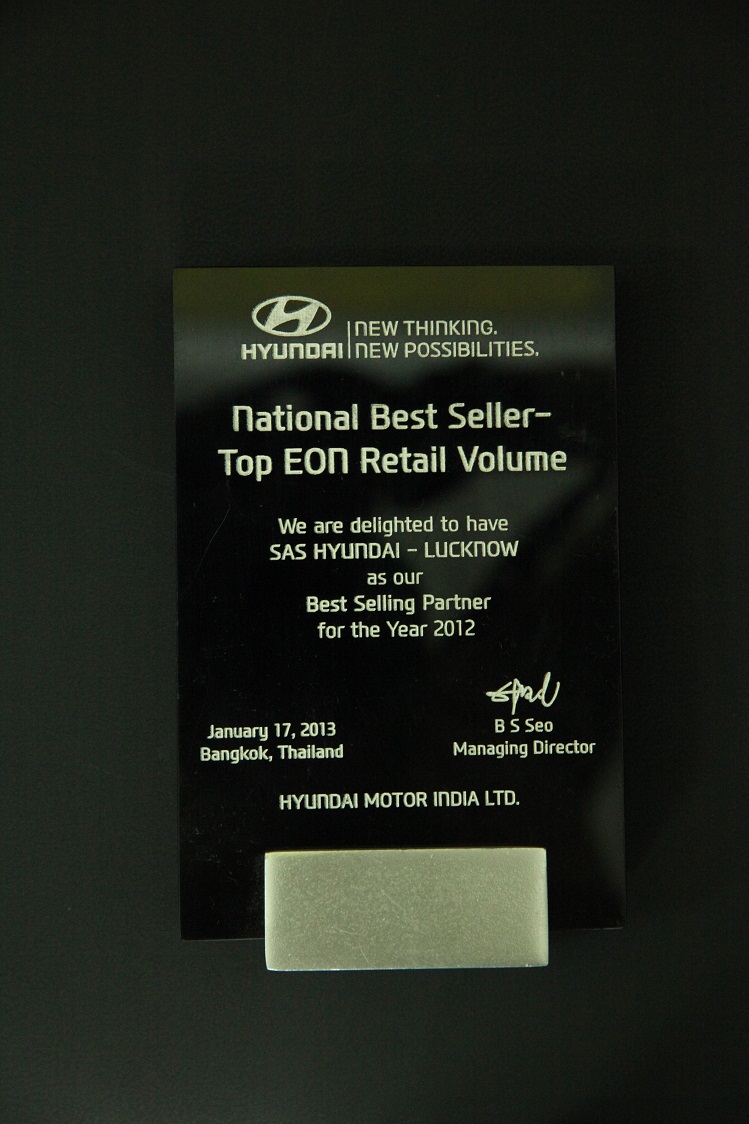 HYUNDAI
NEW THINKING.
NEW POSSIBILITIES.
National Best Seller–
Top EON Retail Volume
We are delighted to have
SAS HYUNDAI – LUCKNOW
as our
Best Selling Partner
for the Year 2012
January 17, 2013
Bangkok, Thailand
B S Seo
Managing Director
HYUNDAI MOTOR INDIA LTD.